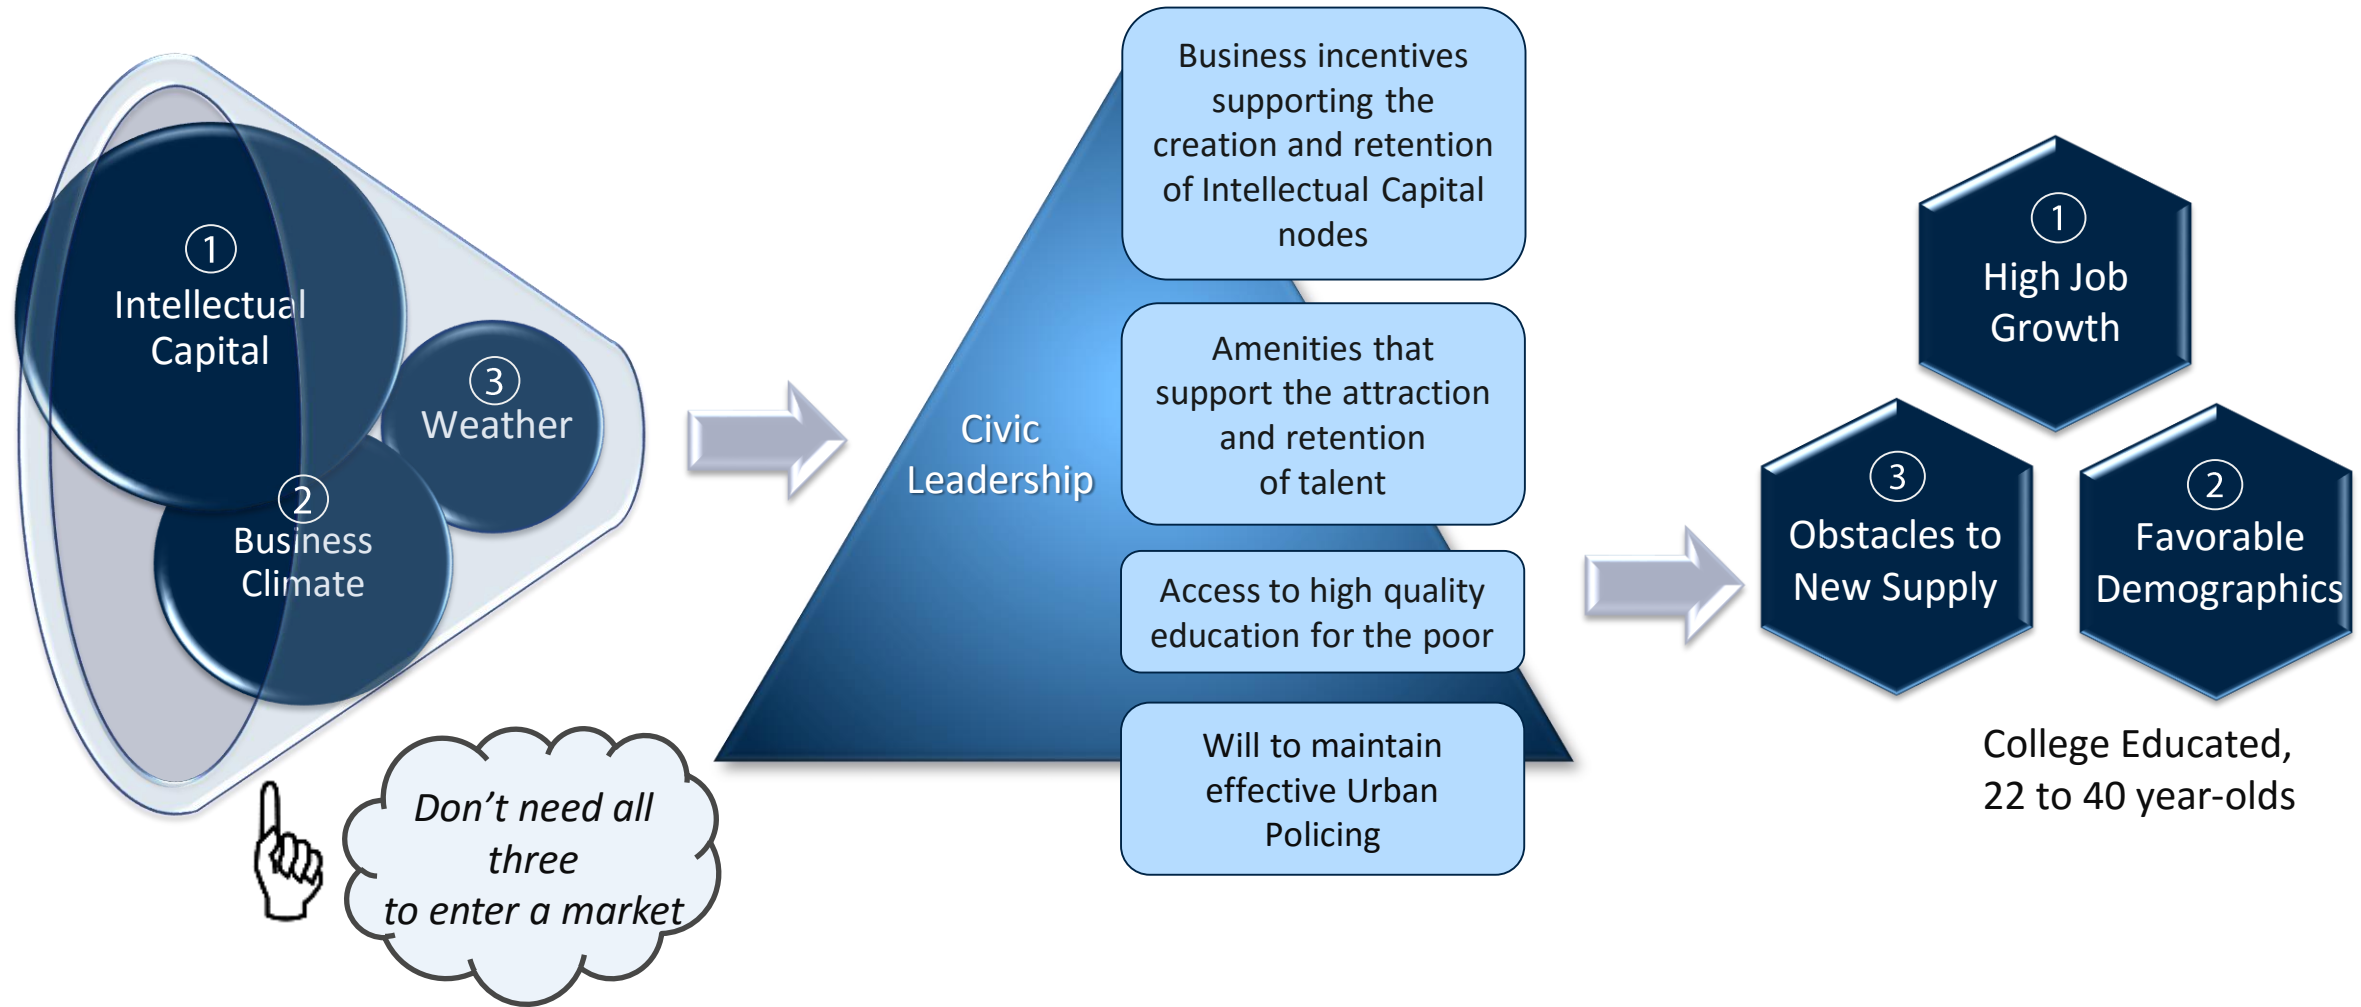 ①
Intellectual
Capital
②
Business
Climate
③
Weather
Don’t need all
three
to enter a market
Civic
Leadership
Business incentives
supporting the
creation and retention
of Intellectual Capital
nodes
Amenities that
support the attraction
and retention
of talent
Access to high quality
education for the poor
Will to maintain
effective Urban
Policing
①
High Job
Growth
③
Obstacles to
New Supply
②
Favorable
Demographics
College Educated,
22 to 40 year-olds